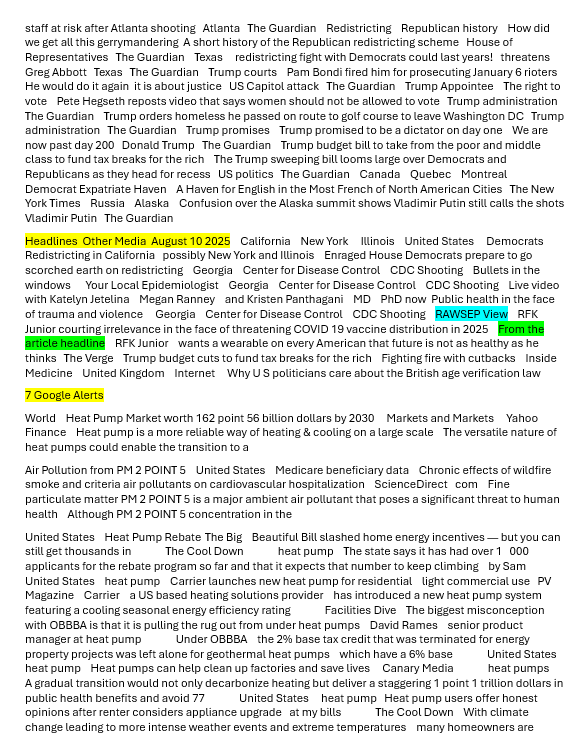 staff at risk after Atlanta shooting Atlanta The Guardian Redistricting Republican history How did
we get all this gerrymandering A short history of the Republican redistricting scheme House of
Representatives The Guardian Texas redistricting fight with Democrats could last years! threatens
Greg Abbott Texas The Guardian Trump courts Pam Bondi fired him for prosecuting January 6 rioters
He would do it again it is about justice US Capitol attack The Guardian Trump Appointee The right to
vote Pete Hegseth reposts video that says women should not be allowed to vote Trump administration
The Guardian Trump orders homeless he passed on route to golf course to leave Washington DC Trump
administration The Guardian Trump promises Trump promised to be a dictator on day one We are
now past day 200 Donald Trump The Guardian Trump budget bill to take from the poor and middle
class to fund tax breaks for the rich The Trump sweeping bill looms large over Democrats and
Republicans as they head for recess US politics The Guardian Canada Quebec Montreal
Democrat Expatriate Haven A Haven for English in the Most French of North American Cities The New
York Times Russia Alaska Confusion over the Alaska summit shows Vladimir Putin still calls the shots
Vladimir Putin The Guardian
Headlines Other Media August 10 2025 California New York Illinois United States Democrats
Redistricting in California possibly New York and Illinois Enraged House Democrats prepare to go
scorched earth on redistricting Georgia Center for Disease Control CDC Shooting Bullets in the
windows Your Local Epidemiologist Georgia Center for Disease Control CDC Shooting Live video
with Katelyn Jetelina Megan Ranney and Kristen Panthagani MD PhD now Public health in the face
of trauma and violence Georgia Center for Disease Control CDC Shooting RAWSEP View RFK
Junior courting irrelevance in the face of threatening COVID 19 vaccine distribution in 2025 From the
article headline RFK Junior wants a wearable on every American that future is not as healthy as he
thinks The Verge Trump budget cuts to fund tax breaks for the rich Fighting fire with cutbacks Inside
Medicine United Kingdom Internet Why U S politicians care about the British age verification law
7 Google Alerts
World Heat Pump Market worth 162 point 56 billion dollars by 2030 Markets and Markets Yahoo
Finance Heat pump is a more reliable way of heating & cooling on a large scale The versatile nature of
heat pumps could enable the transition to a
Air Pollution from PM 2 POINT 5 United States Medicare beneficiary data Chronic effects of wildfire
smoke and criteria air pollutants on cardiovascular hospitalization ScienceDirect com Fine
particulate matter PM 2 POINT 5 is a major ambient air pollutant that poses a significant threat to human
health Although PM 2 POINT 5 concentration in the
United States Heat Pump Rebate The Big Beautiful Bill slashed home energy incentives — but you can
still get thousands in The Cool Down heat pump The state says it has had over 1 000
applicants for the rebate program so far and that it expects that number to keep climbing by Sam
United States heat pump Carrier launches new heat pump for residential light commercial use PV
Magazine Carrier a US based heating solutions provider has introduced a new heat pump system
featuring a cooling seasonal energy efficiency rating Facilities Dive The biggest misconception
with OBBBA is that it is pulling the rug out from under heat pumps David Rames senior product
manager at heat pump Under OBBBA the 2% base tax credit that was terminated for energy
property projects was left alone for geothermal heat pumps which have a 6% base United States
heat pump Heat pumps can help clean up factories and save lives Canary Media heat pumps
A gradual transition would not only decarbonize heating but deliver a staggering 1 point 1 trillion dollars in
public health benefits and avoid 77 United States heat pump Heat pump users offer honest
opinions after renter considers appliance upgrade at my bills The Cool Down With climate
change leading to more intense weather events and extreme temperatures many homeowners are